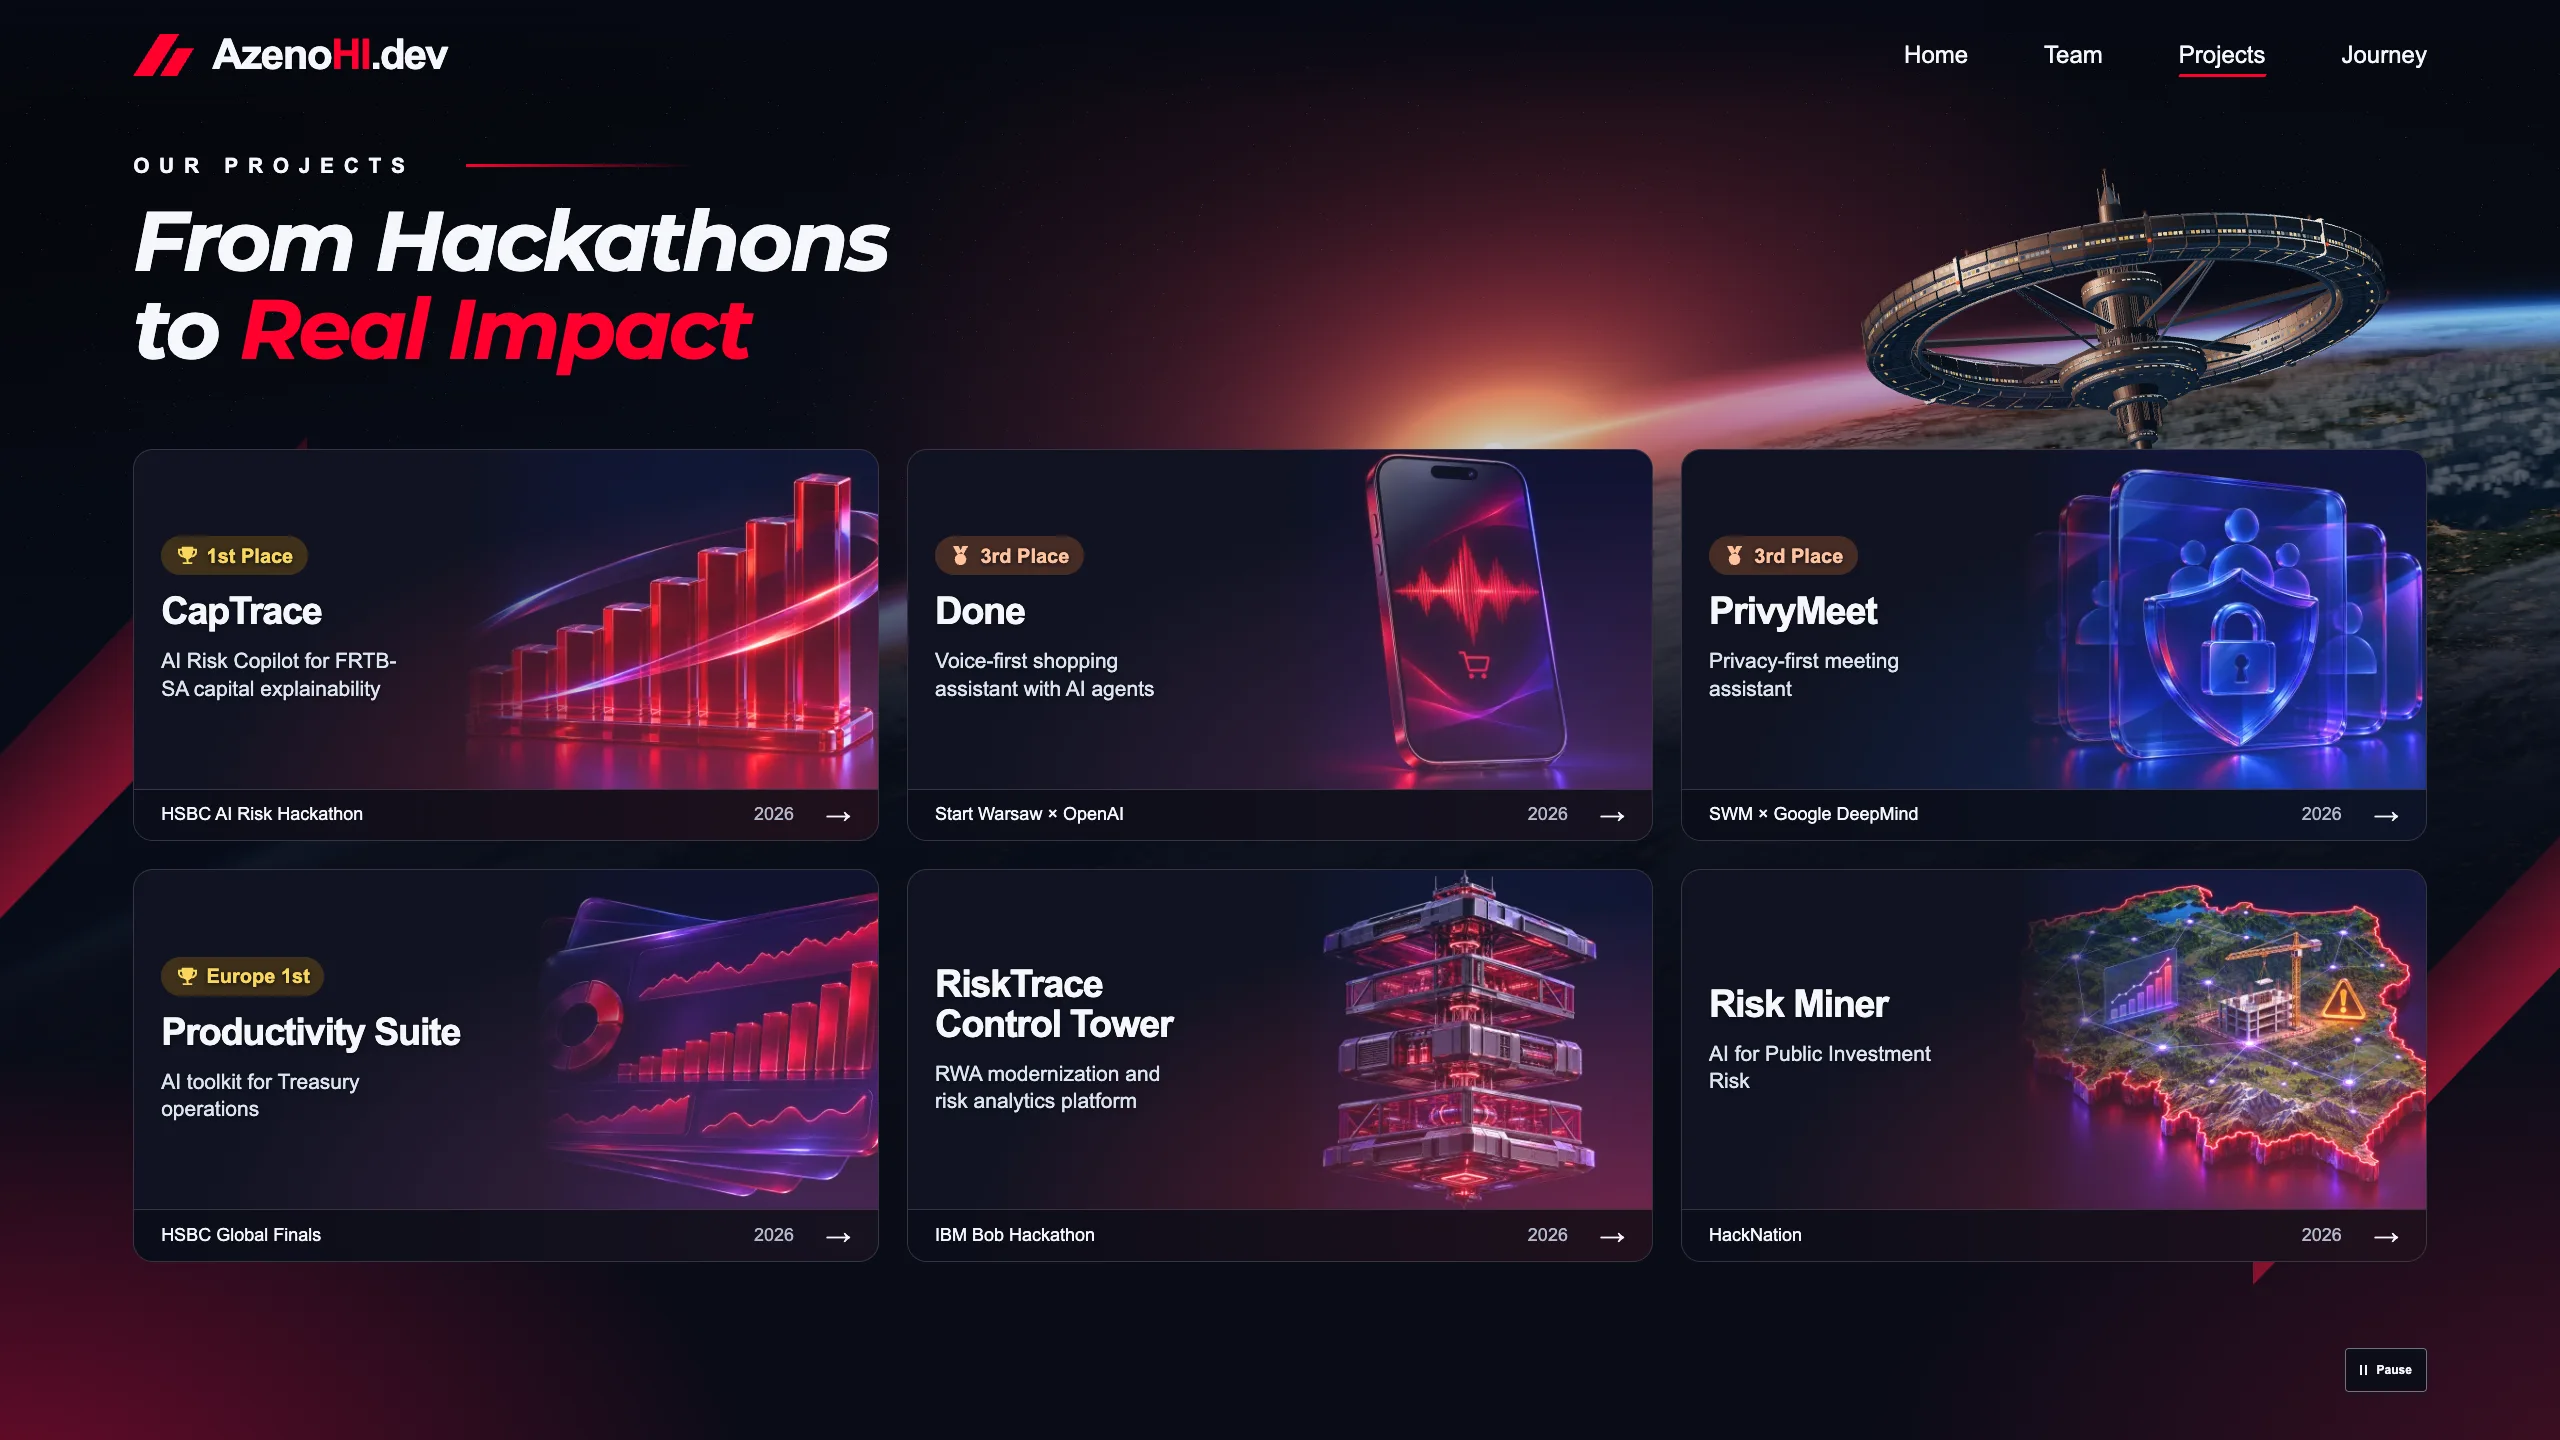 AzenoHI.dev
Home
Team
Projects
Journey
OUR PROJECTS
From Hackathons
to Real Impact
1st Place
CapTrace
AI Risk Copilot for FRTB-
SA capital explainability
HSBC AI Risk Hackathon
2026
3rd Place
Done
Voice-first shopping
assistant with AI agents
Start Warsaw × OpenAI
2026
3rd Place
PrivyMeet
Privacy-first meeting
assistant
SWM × Google DeepMind
2026
Europe 1st
Productivity Suite
AI toolkit for Treasury
operations
HSBC Global Finals
2026
RiskTrace
Control Tower
RWA modernization and
risk analytics platform
IBM Bob Hackathon
2026
Risk Miner
AI for Public Investment
Risk
HackNation
2026
Pause